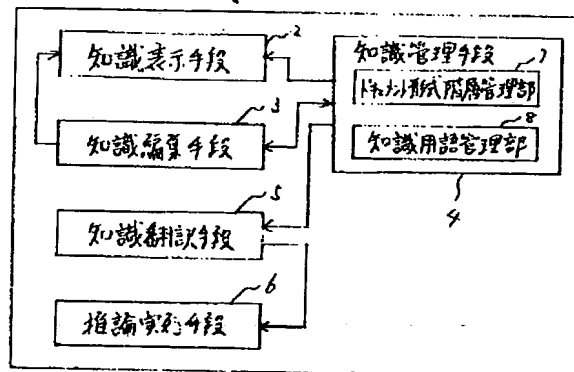 知識表示手段
2
知識編集手段
3
知識翻訳手段
5
推論実行手段
6
知識管理手段
7
ドキュメント形式階層管理部
8
知識用語管理部
4